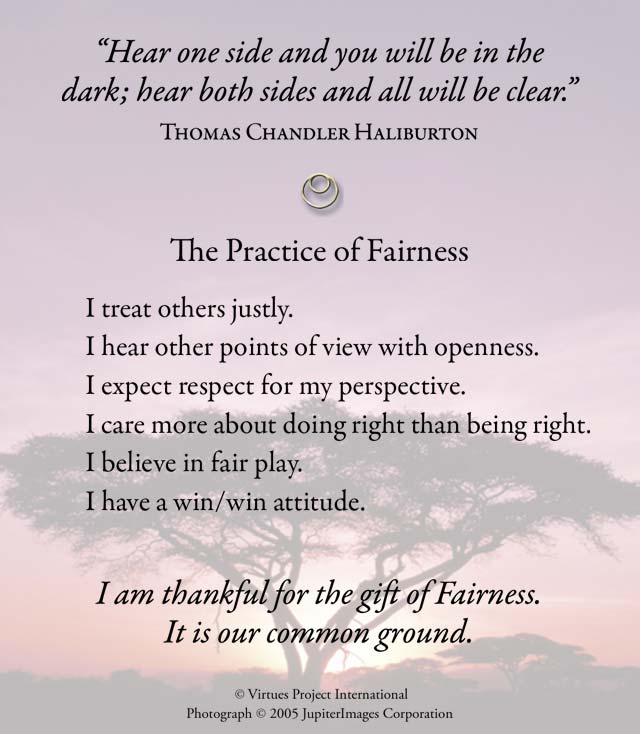 “Hear one side and you will be in the
dark; hear both sides and all will be clear.”
Thomas Chandler Haliburton
The Practice of Fairness
I treat others justly.
I hear other points of view with openness.
I expect respect for my perspective.
I care more about doing right than being right.
I believe in fair play.
I have a win/win attitude.
I am thankful for the gift of Fairness.
It is our common ground.
© Virtues Project International
Photograph © 2005 JupiterImages Corporation